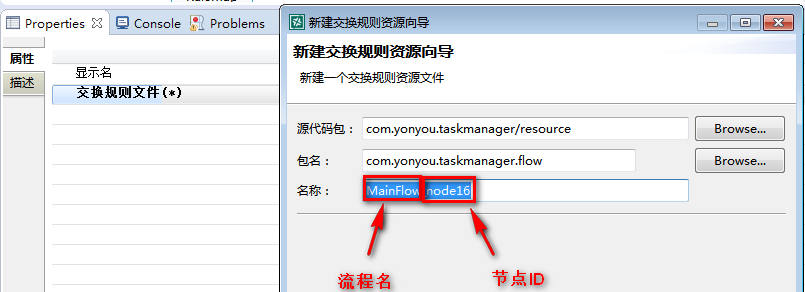 Properties Console Problems
属性
描述
显示名
交换规则文件(*)
新建交换规则资源向导
新建交换规则资源向导
新建一个交换规则资源文件
源代码包： com.yonyou.taskmanager/resource Browse...
包名： com.yonyou.taskmanager.flow Browse...
名称： MainFlow node16
流程名
节点ID